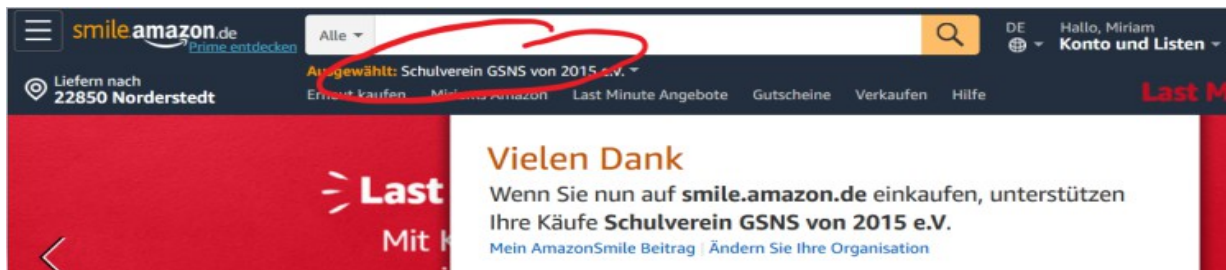 smile.amazon.de
Prime entdecken
Alle
DE
Hallo, Miriam
Konto und Listen
Liefern nach
22850 Norderstedt
Ausgewählt: Schulverein GSNS von 2015 e.V.
Erneut kaufen Miriams Amazon Last Minute Angebote Gutscheine Verkaufen Hilfe
Last M
Vielen Dank
Wenn Sie nun auf smile.amazon.de einkaufen, unterstützen
Ihre Käufe Schulverein GSNS von 2015 e.V.
Mein AmazonSmile Beitrag | Ändern Sie Ihre Organisation
Last
Mit